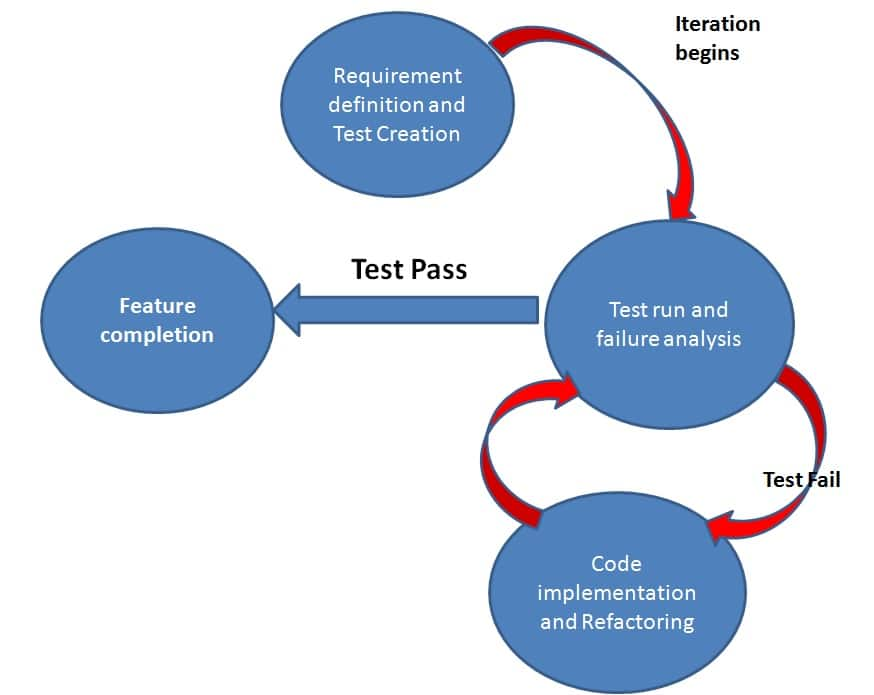 Iteration
begins
Requirement
definition and
Test Creation
Test Pass
Feature
completion
Test run and
failure analysis
Test Fail
Code
implementation
and Refactoring